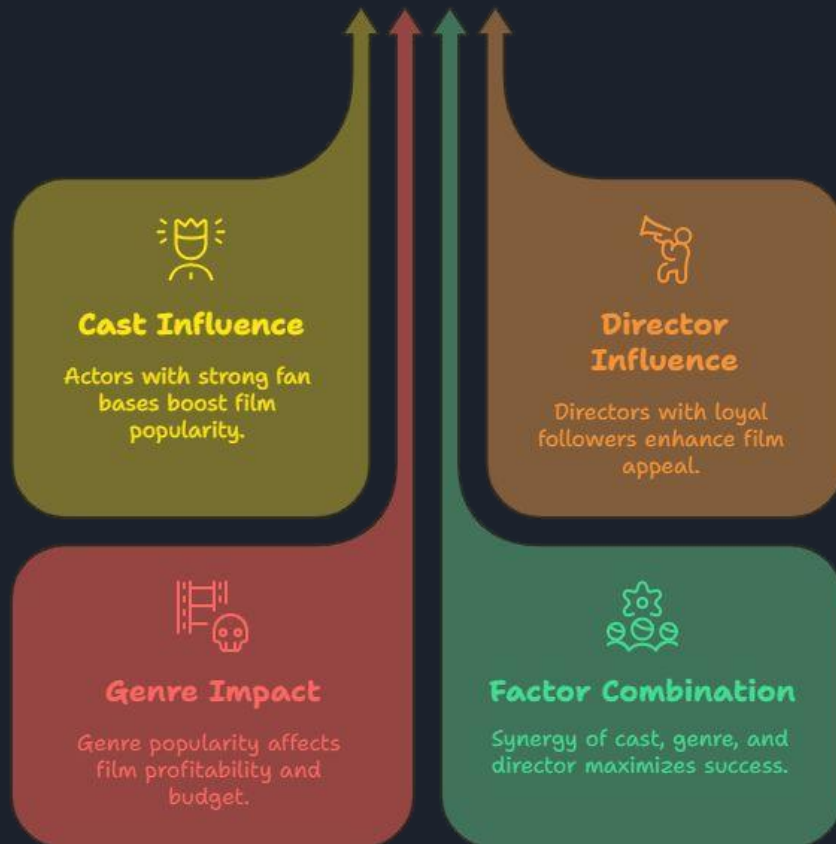 Cast Influence
Actors with strong fan
bases boost film
popularity.
Director
Influence
Directors with loyal
followers enhance film
appeal.
Genre Impact
Genre popularity affects
film profitability and
budget.
Factor Combination
Synergy of cast, genre, and
director maximizes success.